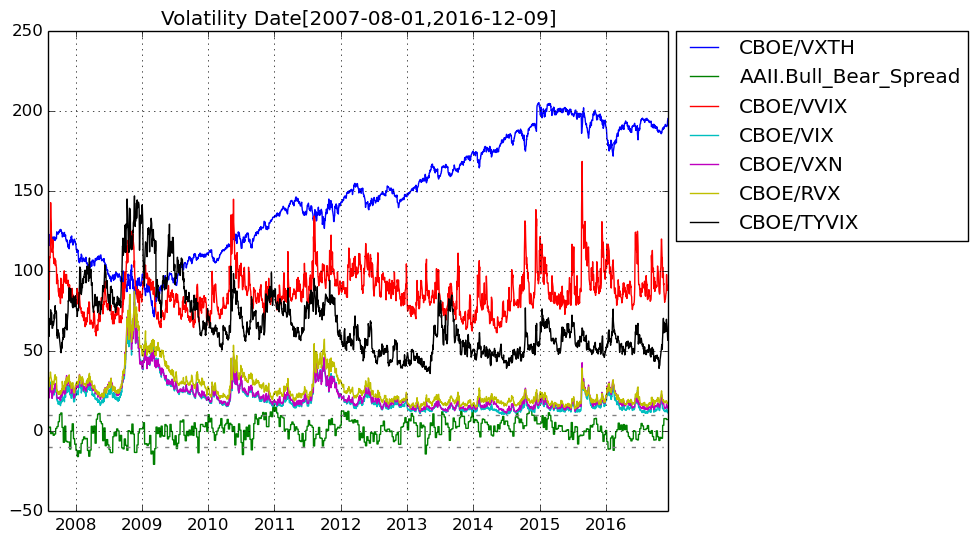 Volatility Date[2007-08-01,2016-12-09]
250
200
150
100
50
0
−50
2008 2009 2010 2011 2012 2013 2014 2015 2016
CBOE/VXTH
AAII.Bull_Bear_Spread
CBOE/VVIX
CBOE/VIX
CBOE/VXN
CBOE/RVX
CBOE/TYVIX